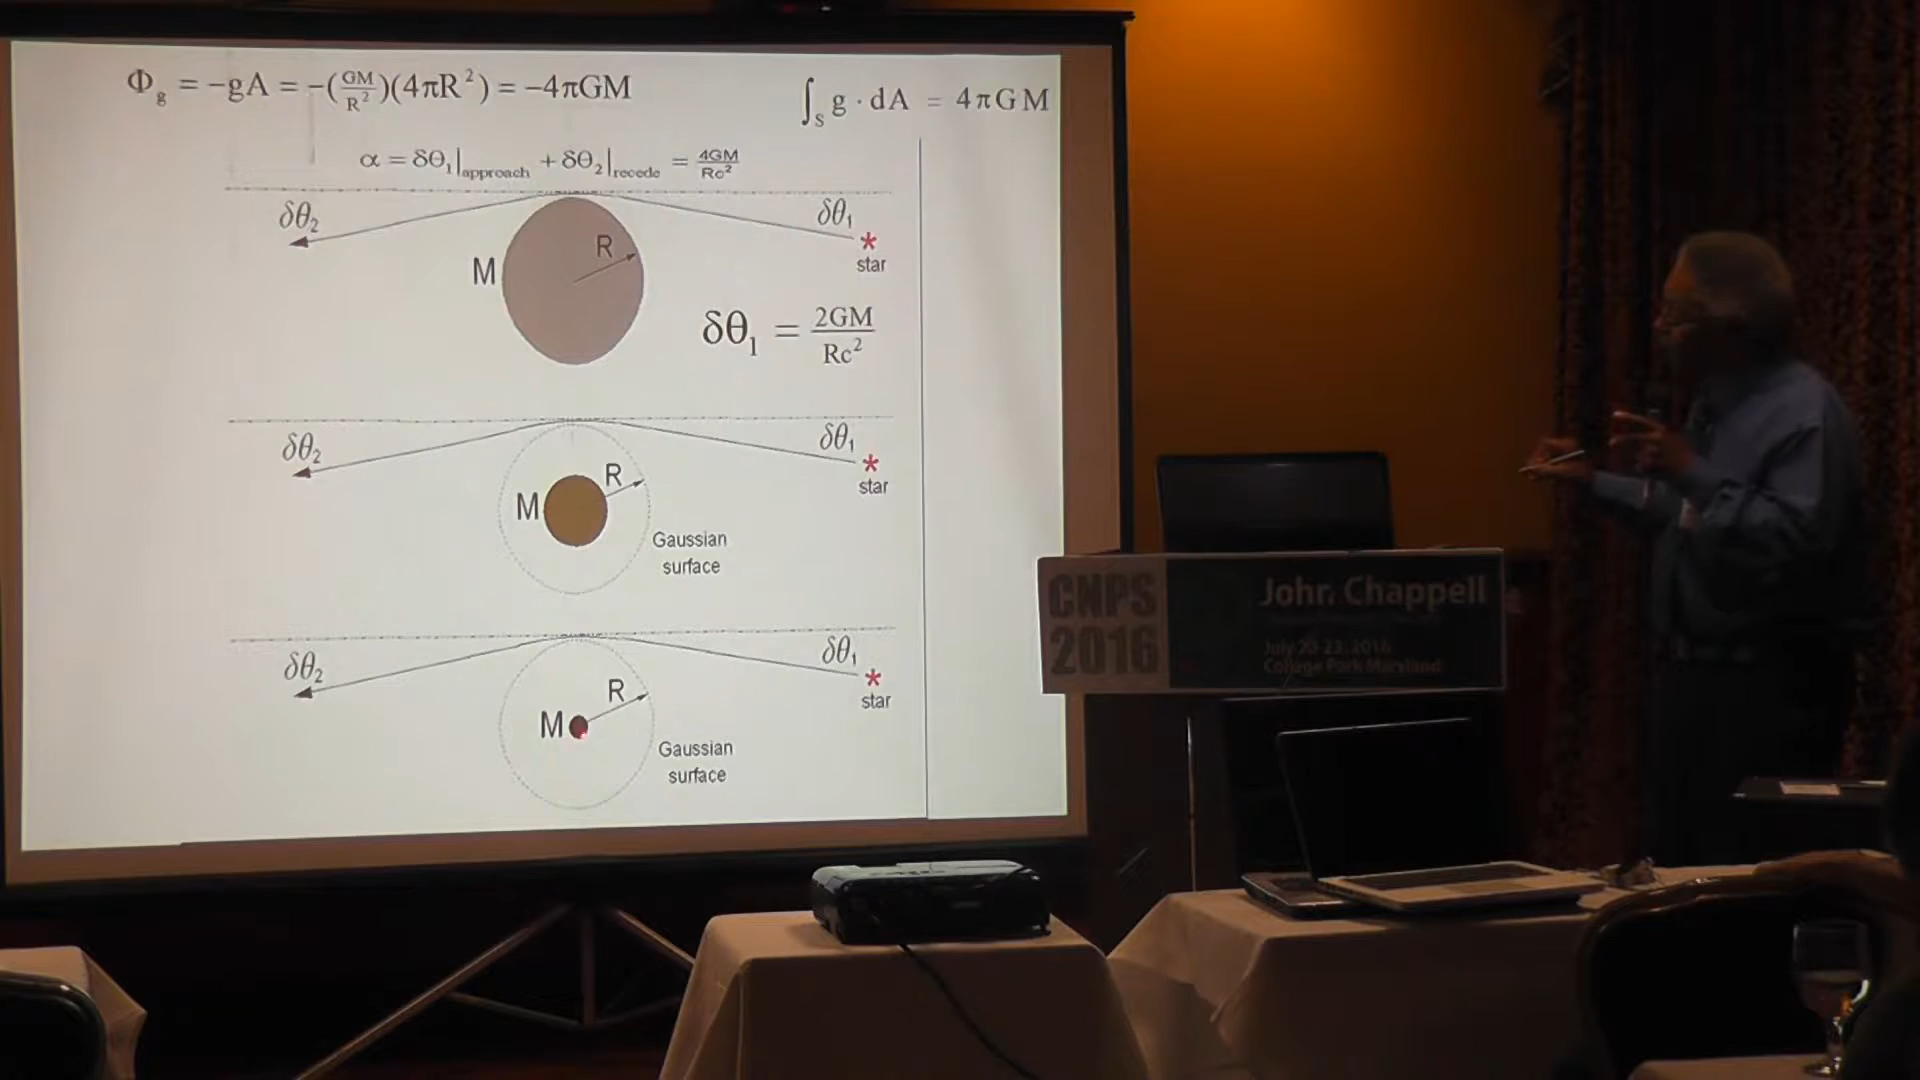 Φg = −gA = −(GM/R²)(4πR²) = −4πGM
∫s g · dA = 4πGM
α = δθ₁|approach + δθ₂|recede = 4GM/Rc²
δθ₂
δθ₁
star
M
R
δθ₁ = 2GM/Rc²
δθ₂
δθ₁
star
M
R
Gaussian
surface
δθ₂
δθ₁
star
M
R
Gaussian
surface
CNPS
2016
John Chappell
July 20-23, 2016
College Park Maryland